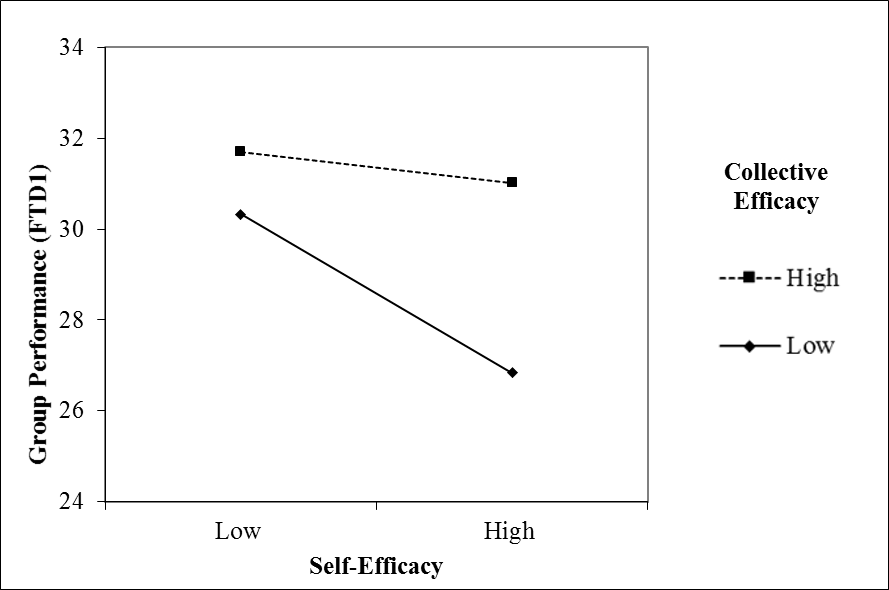 34
32
30
28
26
24
Group Performance (FTD1)
Low
High
Self-Efficacy
Collective
Efficacy
High
Low